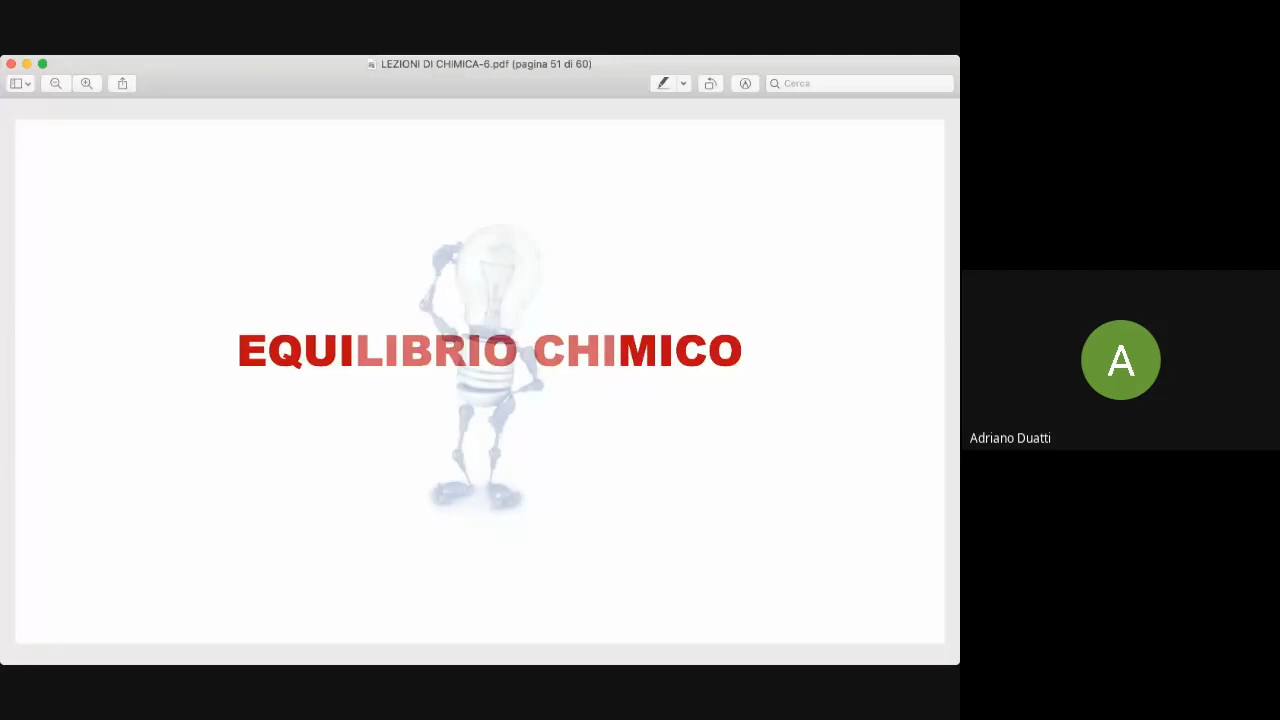 LEZIONI DI CHIMICA-6.pdf (pagina 51 di 60)
Cerca
EQUILIBRIO CHIMICO
A
Adriano Duatti